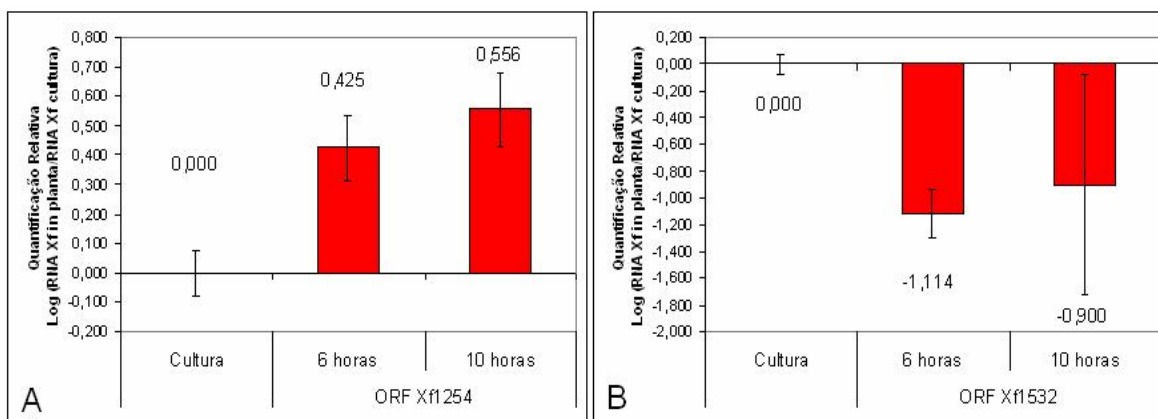 Quantificação Relativa
Log (RNA Xf in planta/RNA Xf cultura)
0,800
0,700
0,600
0,500
0,400
0,300
0,200
0,100
0,000
-0,100
-0,200
0,000
0,425
0,556
Cultura
6 horas
10 horas
ORF Xf1254
A
Quantificação Relativa
Log (RNA Xf in planta/RNA Xf cultura)
0,200
0,000
-0,200
-0,400
-0,600
-0,800
-1,000
-1,200
-1,400
-1,600
-1,800
-2,000
0,000
-1,114
-0,900
Cultura
6 horas
10 horas
ORF Xf1532
B